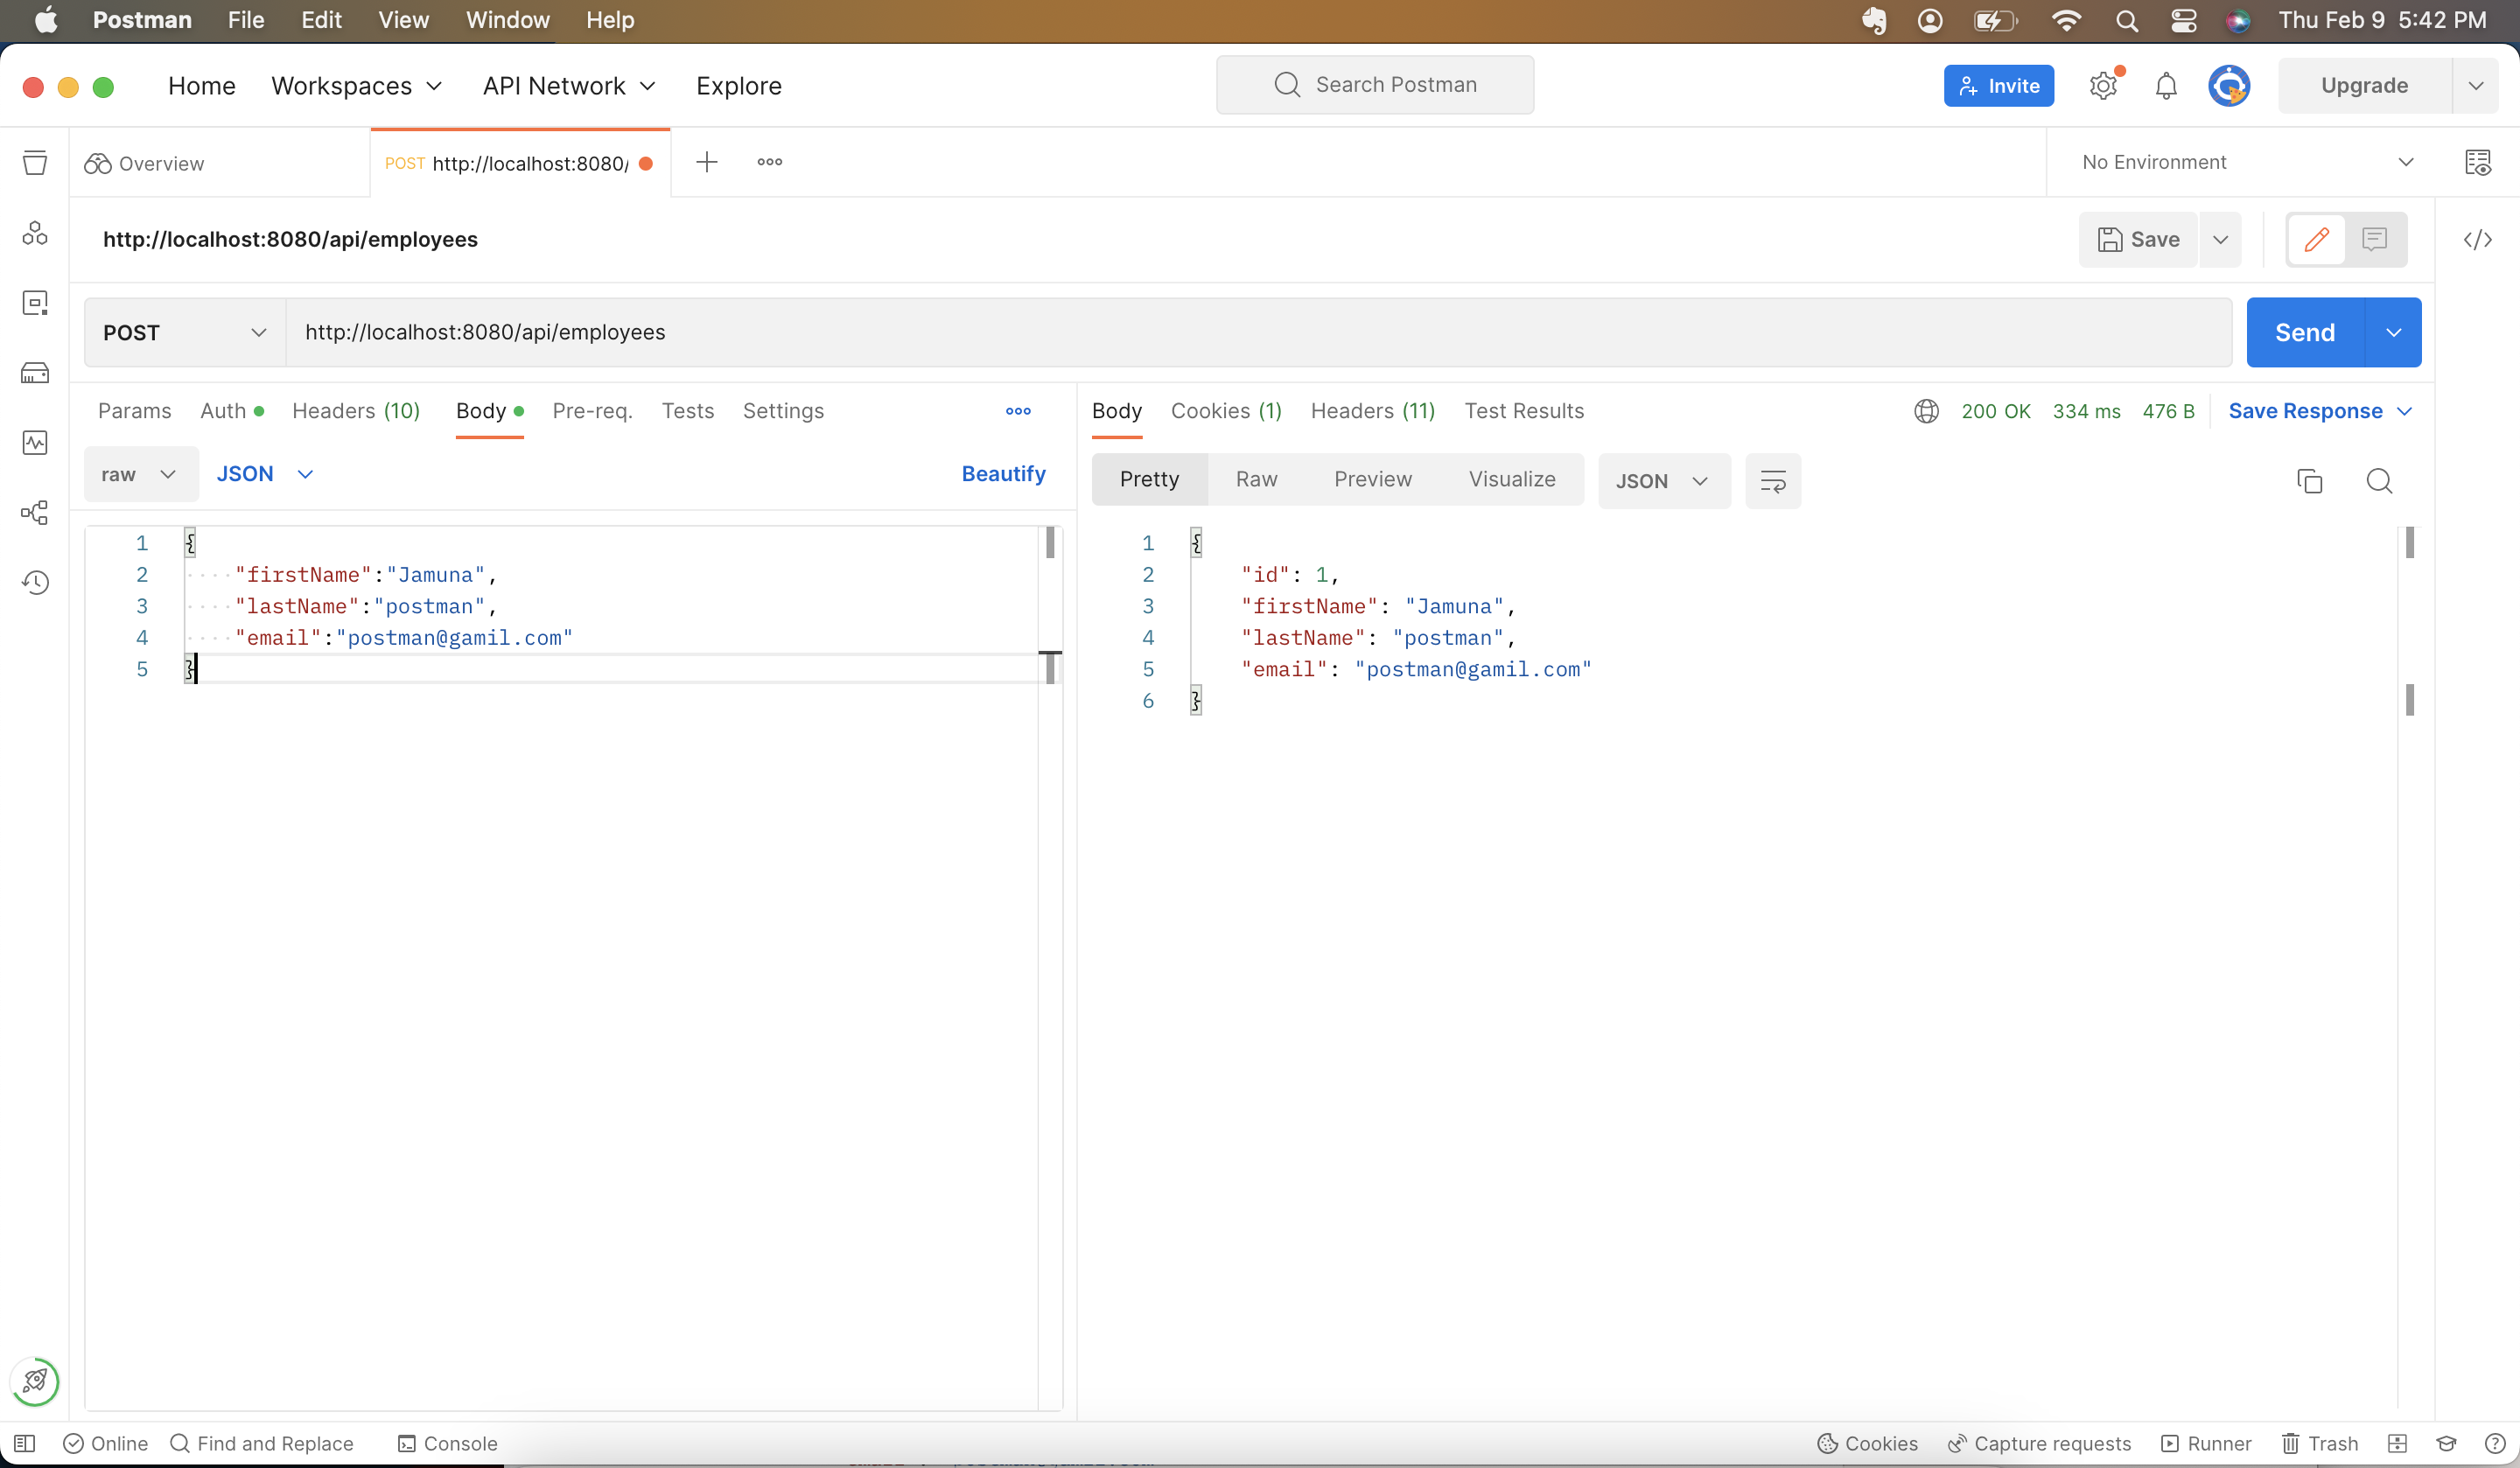 Postman File Edit View Window Help Thu Feb 9 5:42 PM
Home Workspaces API Network Explore Search Postman Invite Upgrade
Overview POST http://localhost:8080/ No Environment
http://localhost:8080/api/employees Save
POST http://localhost:8080/api/employees Send
Params Auth Headers (10) Body Pre-req. Tests Settings
raw JSON Beautify
1 {
2 "firstName":"Jamuna",
3 "lastName":"postman",
4 "email":"postman@gamil.com"
5 }
Body Cookies (1) Headers (11) Test Results 200 OK 334 ms 476 B Save Response
Pretty Raw Preview Visualize JSON
1 {
2 "id": 1,
3 "firstName": "Jamuna",
4 "lastName": "postman",
5 "email": "postman@gamil.com"
6 }
Online Find and Replace Console Cookies Capture requests Runner Trash